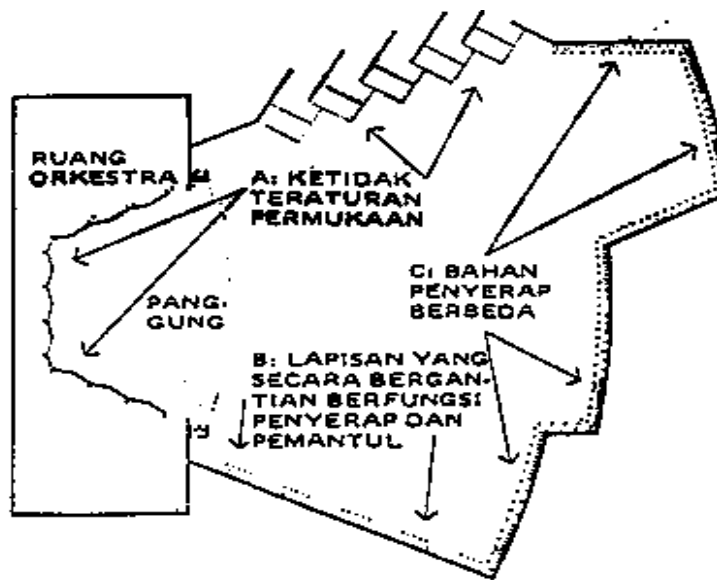 RUANG
ORKESTRA
A: KETIDAK
TERATURAN
PERMUKAAN
PANG-
GUNG
C: BAHAN
PENYERAP
BERBEDA
B: LAPISAN YANG
SECARA BERGAN-
TIAN BERFUNGSI
PENYERAP DAN
PEMANTUL